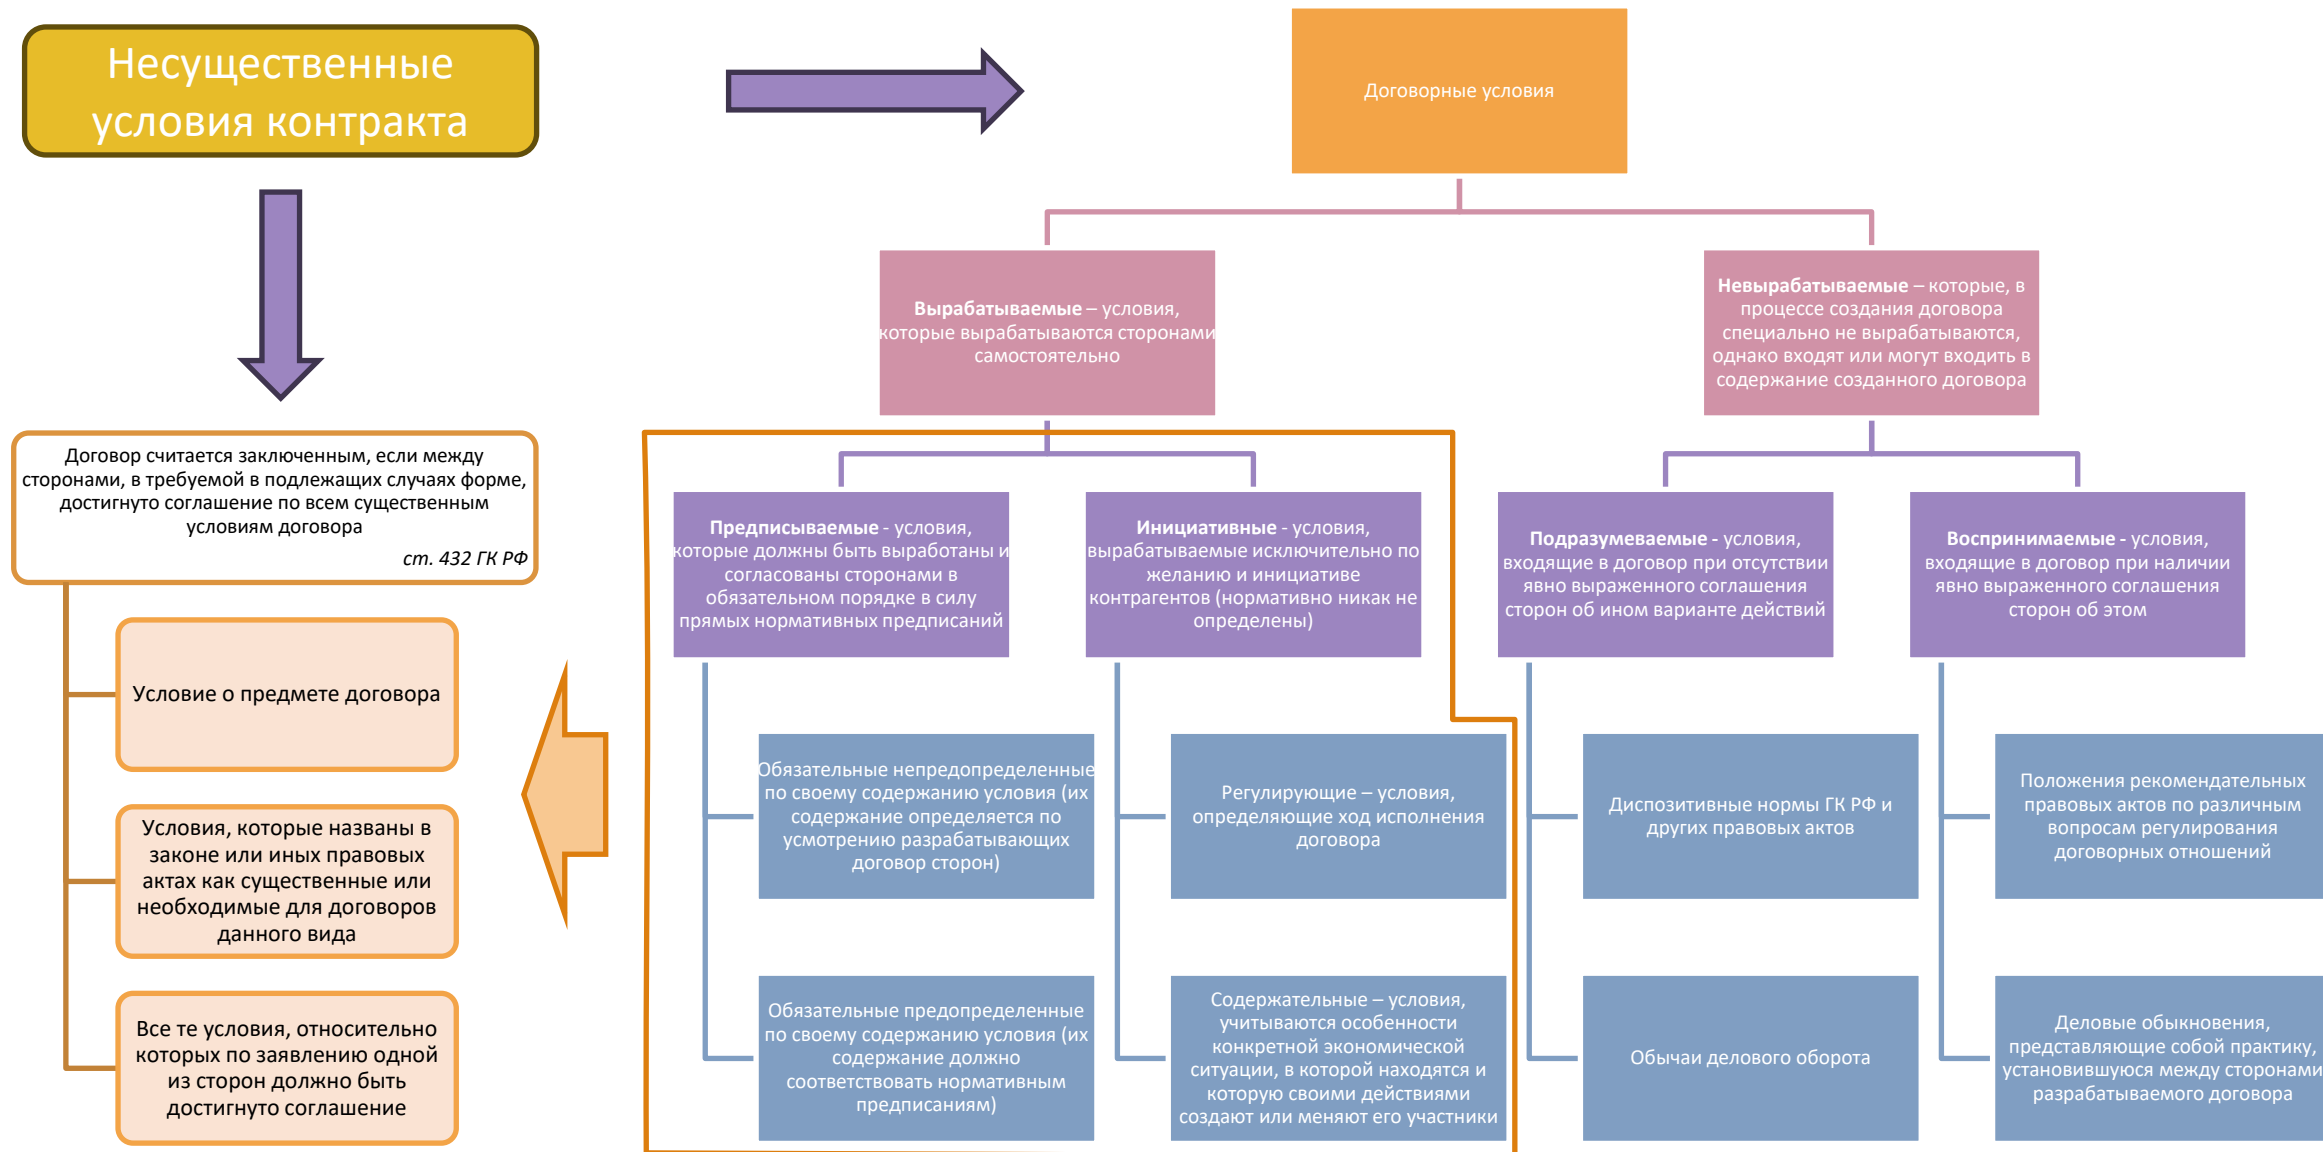 Несущественные
условия контракта
Договорные условия
Вырабатываемые – условия,
которые вырабатываются сторонами
самостоятельно
Невырабатываемые – которые, в
процессе создания договора
специально не вырабатываются,
однако входят или могут входить в
содержание созданного договора
Договор считается заключенным, если между
сторонами, в требуемой в подлежащих случаях форме,
достигнуто соглашение по всем существенным
условиям договора
ст. 432 ГК РФ
Условие о предмете договора
Условия, которые названы в
законе или иных правовых
актах как существенные или
необходимые для договоров
данного вида
Все те условия, относительно
которых по заявлению одной
из сторон должно быть
достигнуто соглашение
Предписываемые - условия,
которые должны быть выработаны и
согласованы сторонами в
обязательном порядке в силу
прямых нормативных предписаний
Инициативные - условия,
вырабатываемые исключительно по
желанию и инициативе
контрагентов (нормативно никак не
определены)
Подразумеваемые - условия,
входящие в договор при отсутствии
явно выраженного соглашения
сторон об ином варианте действий
Воспринимаемые - условия,
входящие в договор при наличии
явно выраженного соглашения
сторон об этом
Обязательные непредопределенные
по своему содержанию условия (их
содержание определяется по
усмотрению разрабатывающих
договор сторон)
Регулирующие – условия,
определяющие ход исполнения
договора
Диспозитивные нормы ГК РФ и
других правовых актов
Положения рекомендательных
правовых актов по различным
вопросам регулирования
договорных отношений
Обязательные предопределенные
по своему содержанию условия (их
содержание должно
соответствовать нормативным
предписаниям)
Содержательные – условия,
учитываются особенности
конкретной экономической
ситуации, в которой находятся и
которую своими действиями
создают или меняют его участники
Обычаи делового оборота
Деловые обыкновения,
представляющие собой практику,
установившуюся между сторонами
разрабатываемого договора